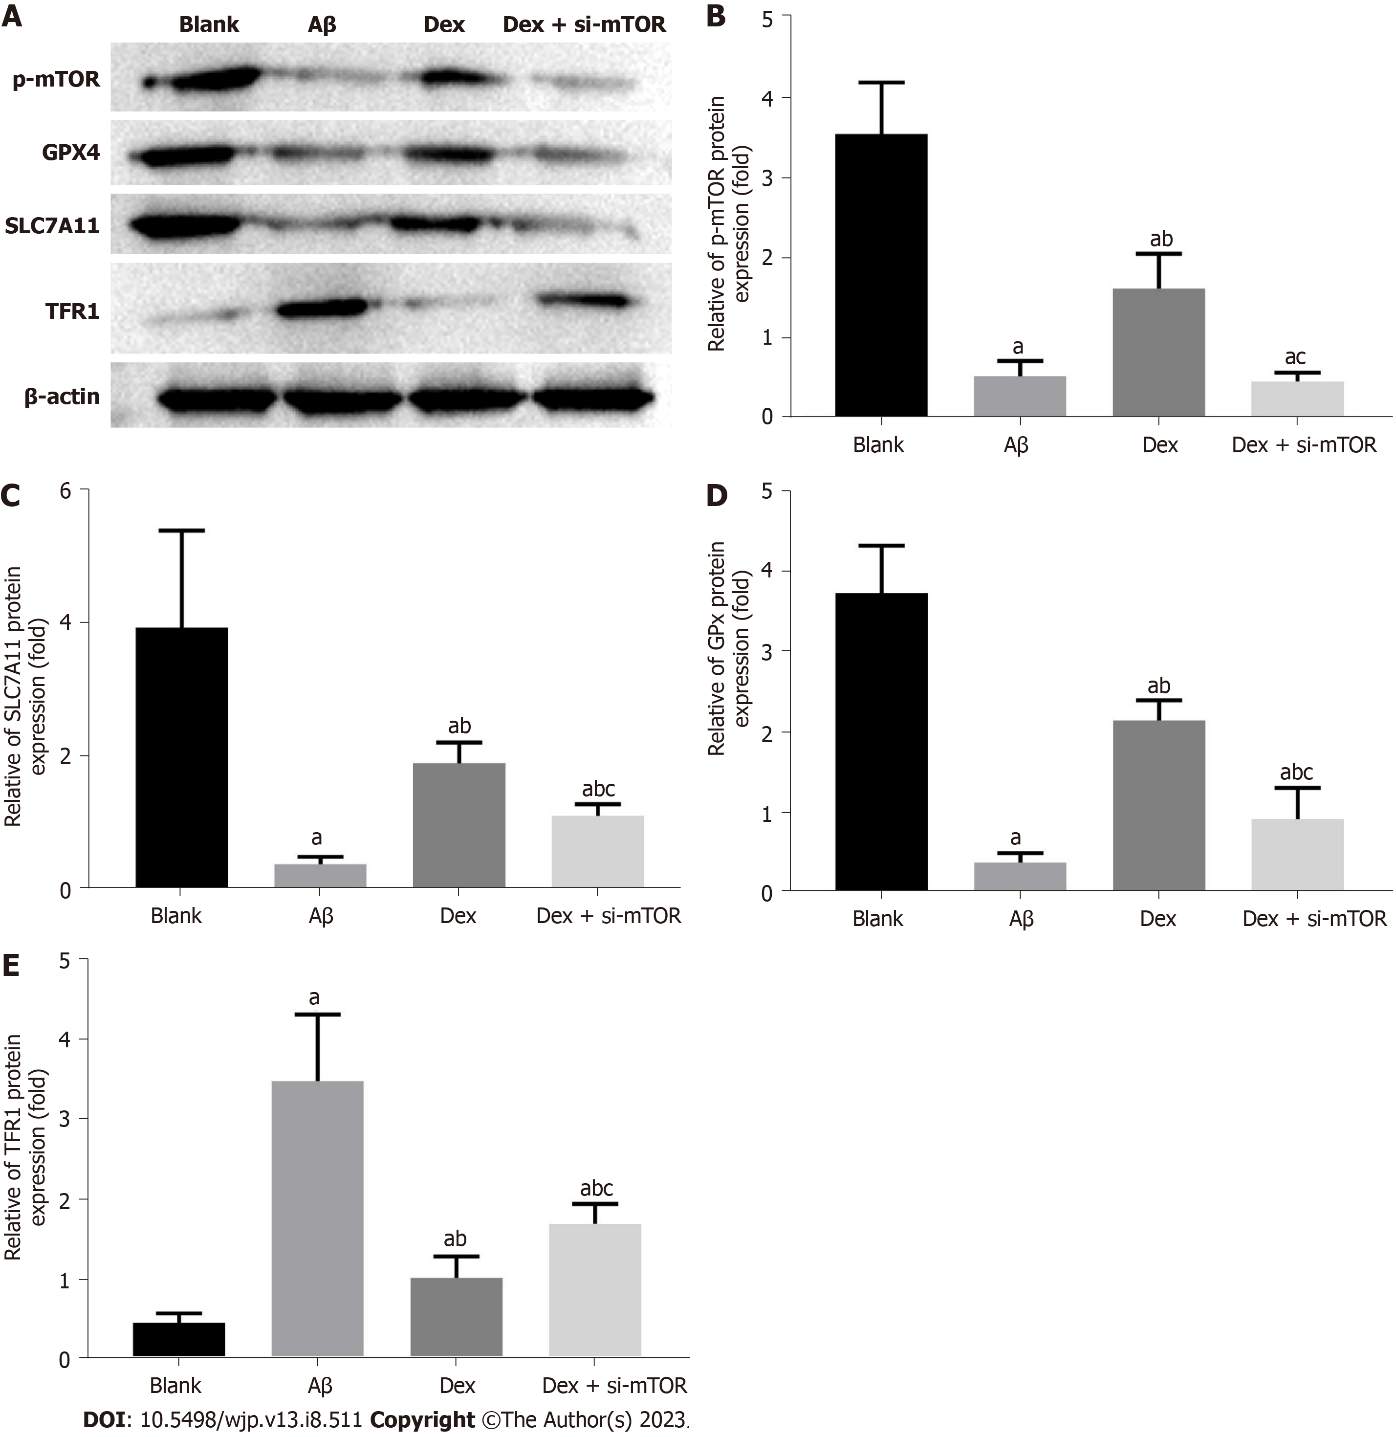 A
Blank Aβ Dex Dex + si-mTOR
p-mTOR
GPX4
SLC7A11
TFR1
β-actin
B
Relative of p-mTOR protein
expression (fold)
5
4
3
2
1
0
a
ab
ac
Blank Aβ Dex Dex + si-mTOR
C
Relative of SLC7A11 protein
expression (fold)
6
4
2
0
a
ab
abc
Blank Aβ Dex Dex + si-mTOR
D
Relative of GPx protein
expression (fold)
5
4
3
2
1
0
a
ab
abc
Blank Aβ Dex Dex + si-mTOR
E
Relative of TFR1 protein
expression (fold)
5
4
3
2
1
0
a
ab
abc
Blank Aβ Dex Dex + si-mTOR
DOI: 10.5498/wjp.v13.i8.511 Copyright ©The Author(s) 2023.